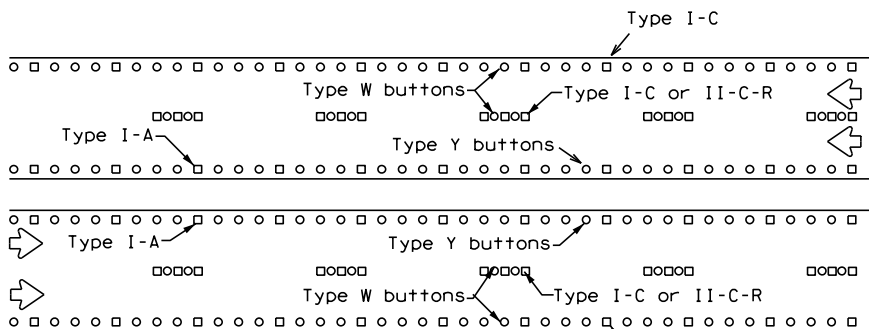 Type I-C
Type W buttons
Type I-C or II-C-R
Type I-A
Type Y buttons
Type I-A
Type Y buttons
Type W buttons
Type I-C or II-C-R